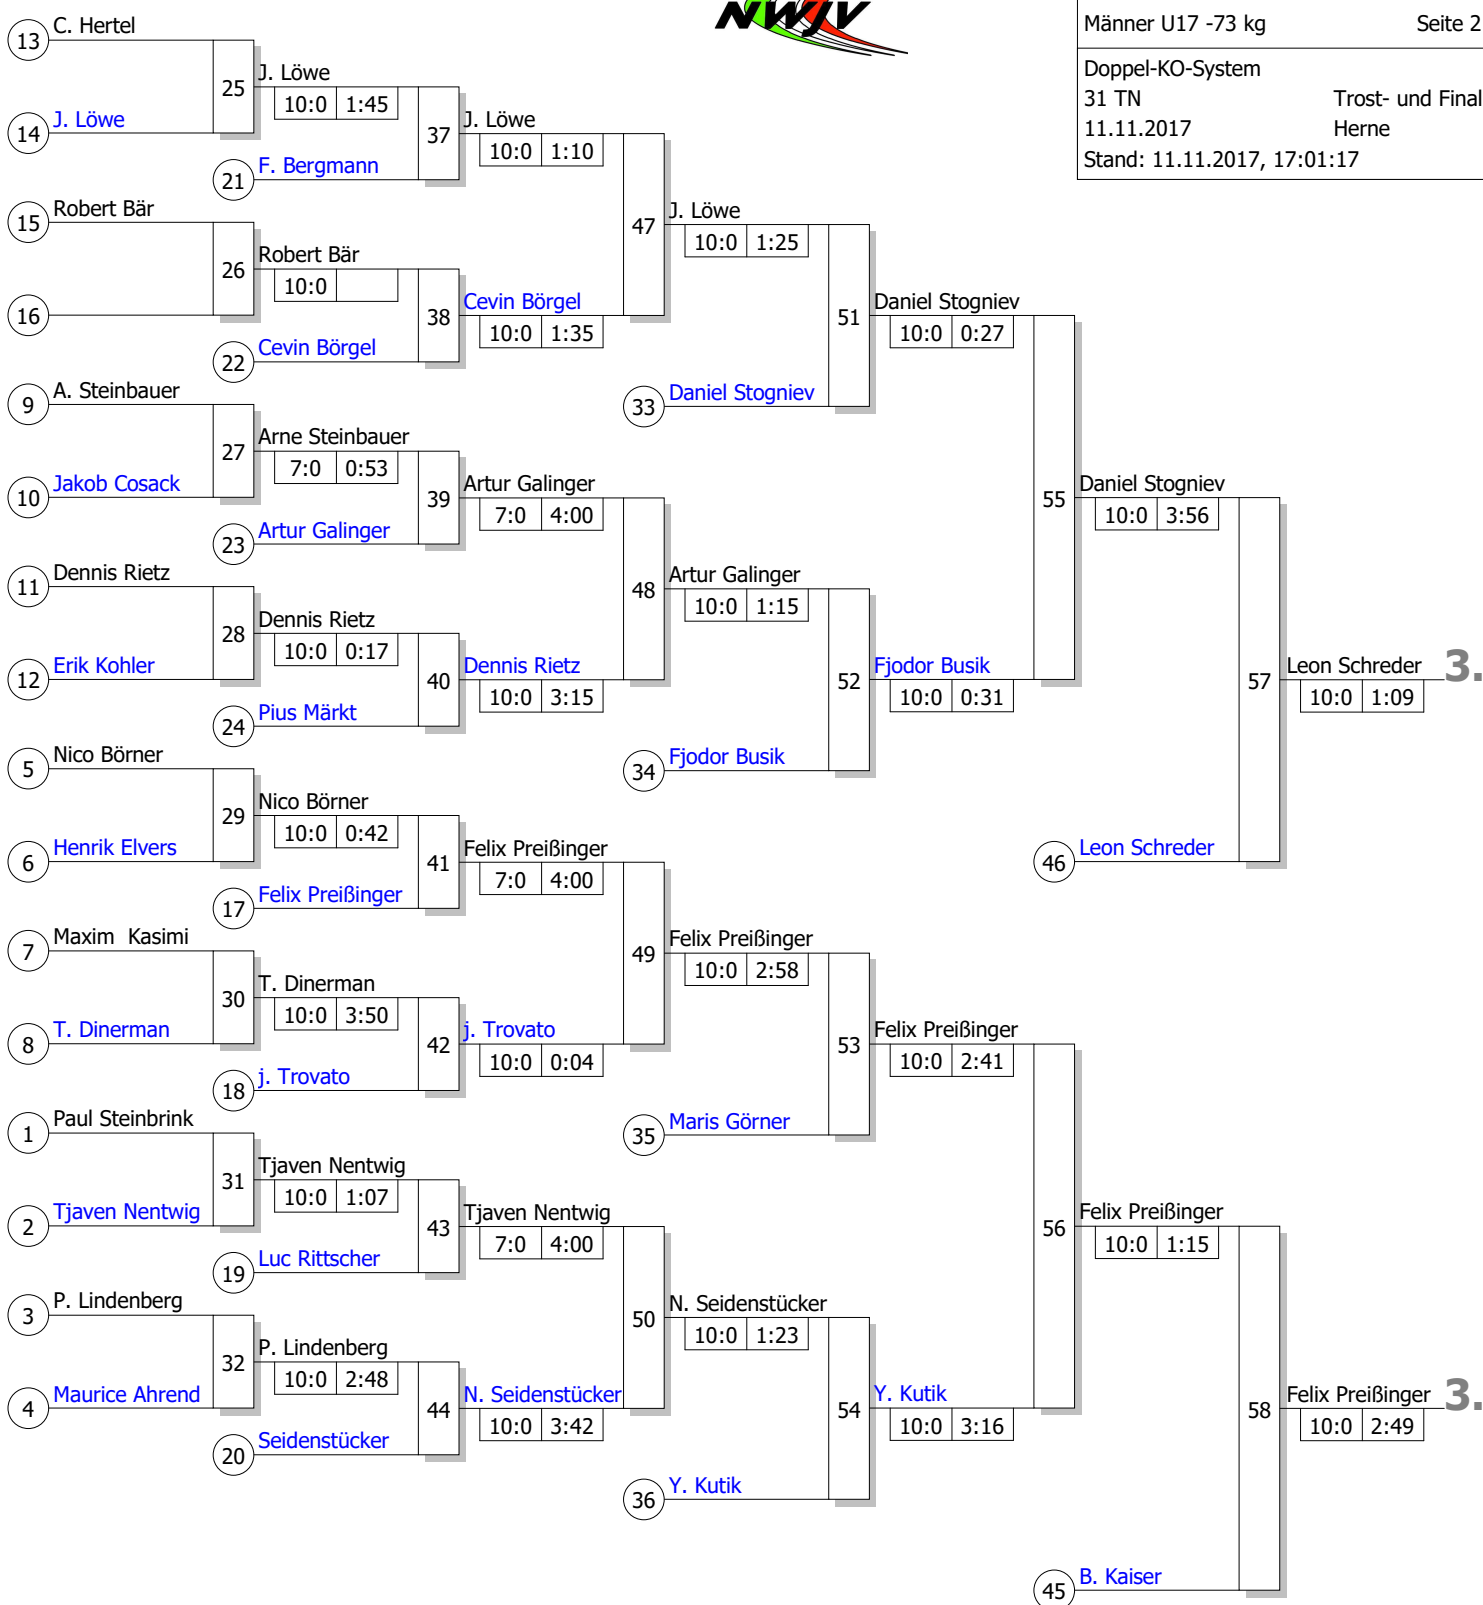 NWJV
Männer U17 -73 kg Seite 2
Doppel-KO-System
31 TN Trost- und Final
11.11.2017 Herne
Stand: 11.11.2017, 17:01:17
13 C. Hertel
25 J. Löwe
10:0 1:45
14 J. Löwe
37 J. Löwe
10:0 1:10
21 F. Bergmann
15 Robert Bär
47 J. Löwe
10:0 1:25
26 Robert Bär
10:0
16
38 Cevin Börgel
10:0 1:35
22 Cevin Börgel
51 Daniel Stogniev
10:0 0:27
9 A. Steinbauer
33 Daniel Stogniev
27 Arne Steinbauer
7:0 0:53
10 Jakob Cosack
39 Artur Galinger
7:0 4:00
23 Artur Galinger
55 Daniel Stogniev
10:0 3:56
11 Dennis Rietz
48 Artur Galinger
10:0 1:15
28 Dennis Rietz
10:0 0:17
12 Erik Kohler
40 Dennis Rietz
10:0 3:15
24 Pius Märkt
52 Fjodor Busik
10:0 0:31
57 Leon Schreder 3.
10:0 1:09
5 Nico Börner
34 Fjodor Busik
29 Nico Börner
10:0 0:42
6 Henrik Elvers
41 Felix Preißinger
7:0 4:00
46 Leon Schreder
17 Felix Preißinger
7 Maxim Kasimi
49 Felix Preißinger
10:0 2:58
30 T. Dinerman
10:0 3:50
8 T. Dinerman
42 j. Trovato
10:0 0:04
53 Felix Preißinger
10:0 2:41
18 j. Trovato
1 Paul Steinbrink
35 Maris Görner
31 Tjaven Nentwig
10:0 1:07
2 Tjaven Nentwig
43 Tjaven Nentwig
7:0 4:00
56 Felix Preißinger
10:0 1:15
19 Luc Rittscher
3 P. Lindenberg
50 N. Seidenstücker
10:0 1:23
32 P. Lindenberg
10:0 2:48
4 Maurice Ahrend
44 N. Seidenstücker
10:0 3:42
54 Y. Kutik
10:0 3:16
58 Felix Preißinger 3.
10:0 2:49
20 Seidenstücker
36 Y. Kutik
45 B. Kaiser